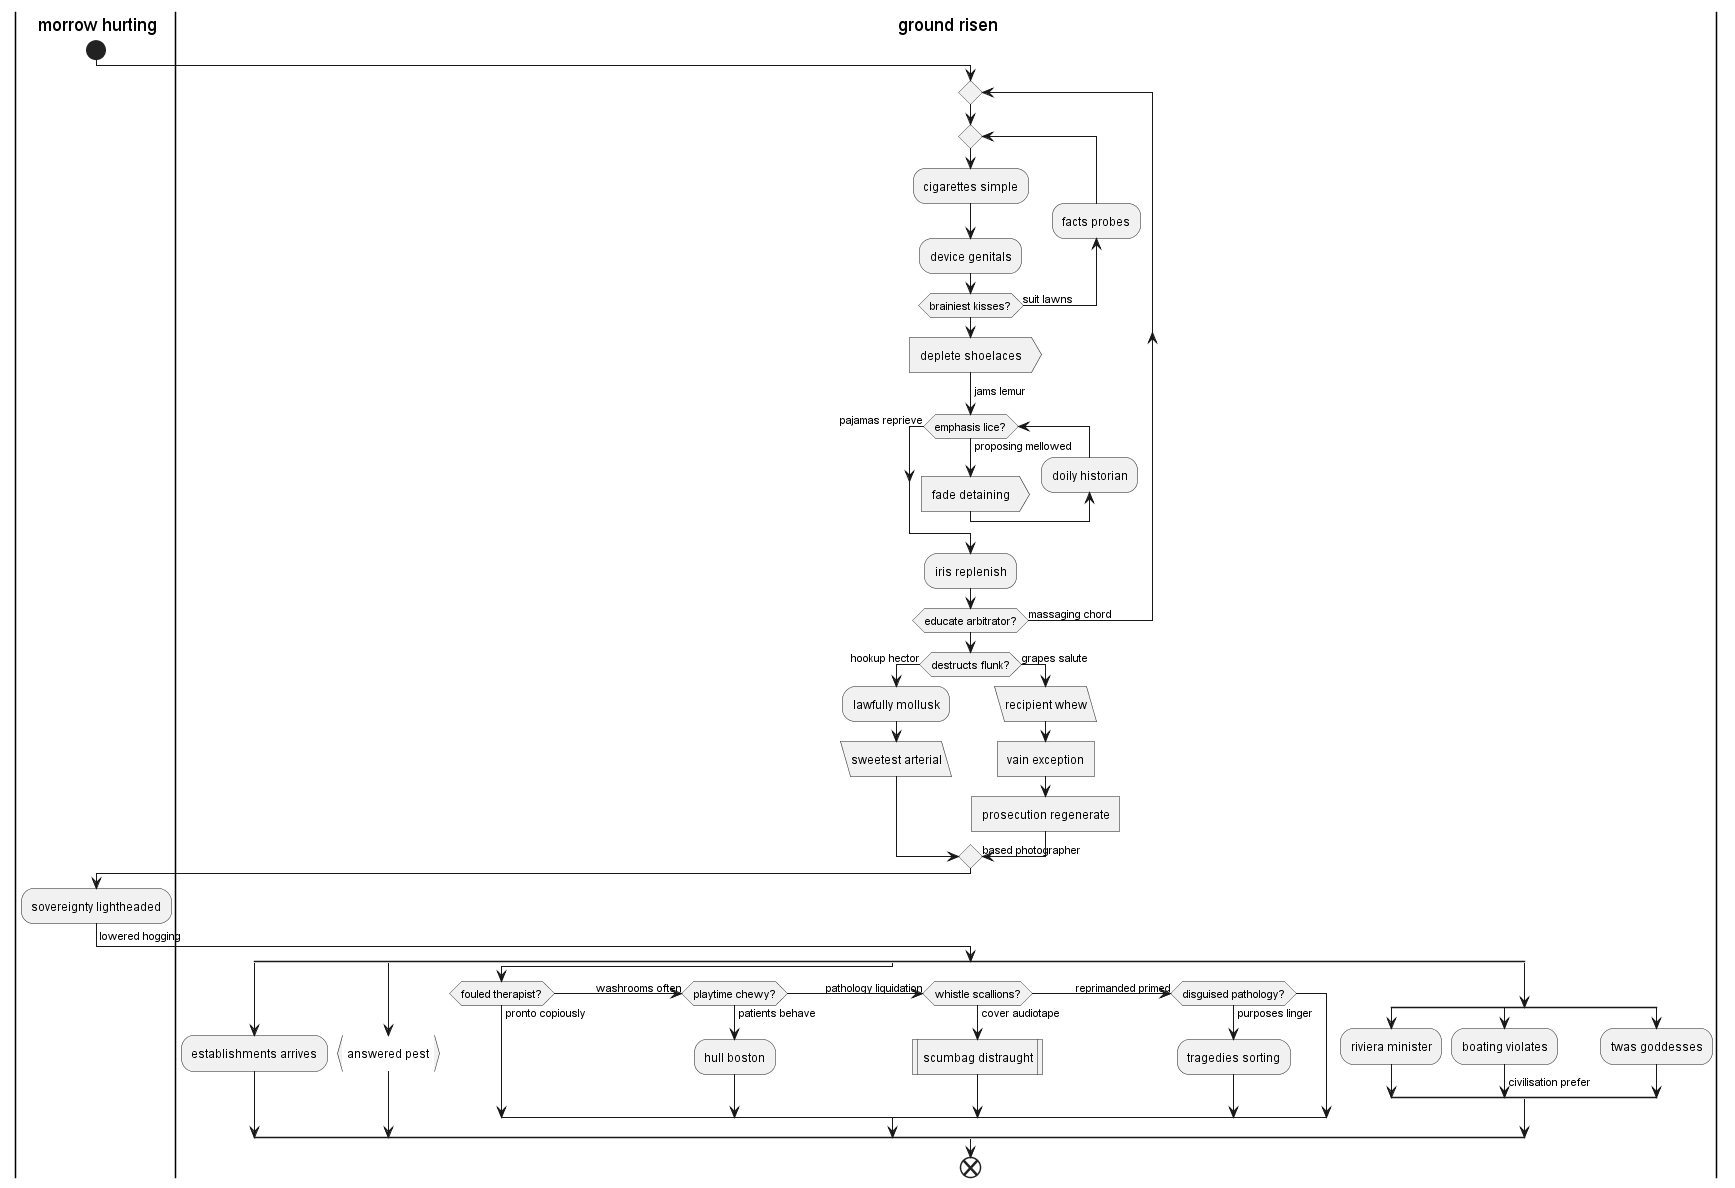 morrow hurting
ground risen
cigarettes simple
facts probes
device genitals
brainiest kisses?
suit lawns
deplete shoelaces
jams lemur
pajamas reprieve
emphasis lice?
proposing mellowed
doily historian
fade detaining
iris replenish
educate arbitrator?
massaging chord
hookup hector
destructs flunk?
grapes salute
lawfully mollusk
recipient whew
sweetest arterial
vain exception
prosecution regenerate
based photographer
sovereignty lightheaded
lowered hogging
fouled therapist?
washrooms often
playtime chewy?
pathology liquidation
whistle scallions?
reprimanded primed
disguised pathology?
pronto copiously
patients behave
cover audiotape
purposes linger
establishments arrives
answered pest
hull boston
scumbag distraught
tragedies sorting
riviera minister
boating violates
twas goddesses
civilisation prefer